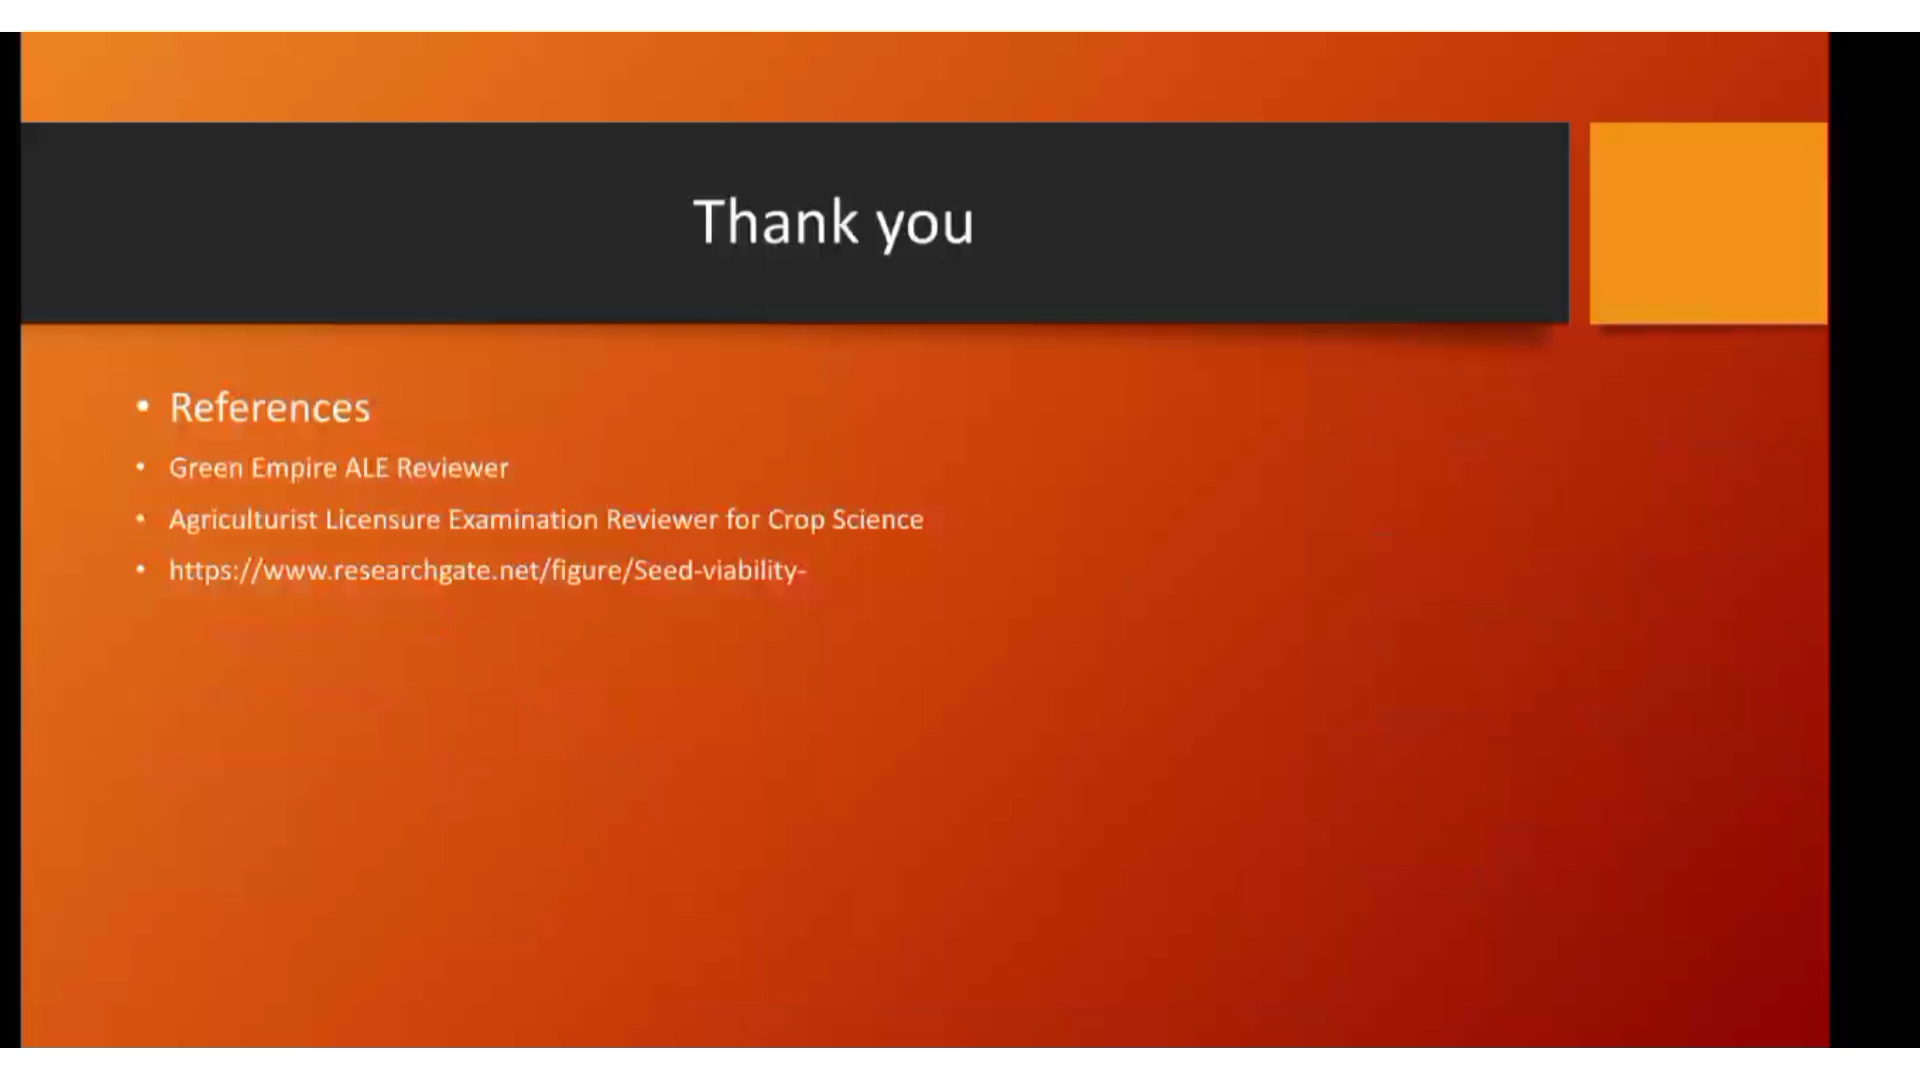 Thank you
• References
• Green Empire ALE Reviewer
• Agriculturist Licensure Examination Reviewer for Crop Science
• https://www.researchgate.net/figure/Seed-viability-